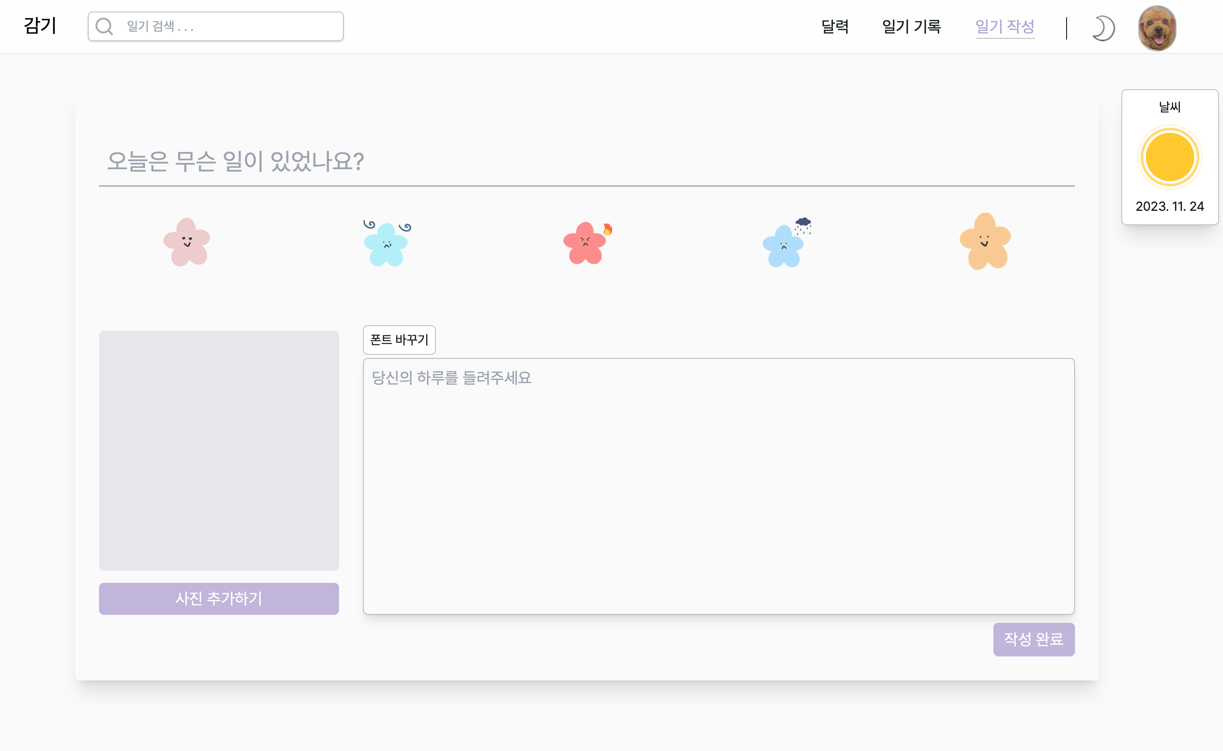 감기
일기 검색 . . .
달력
일기 기록
일기 작성
날씨
2023. 11. 24
오늘은 무슨 일이 있었나요?
폰트 바꾸기
당신의 하루를 들려주세요
사진 추가하기
작성 완료